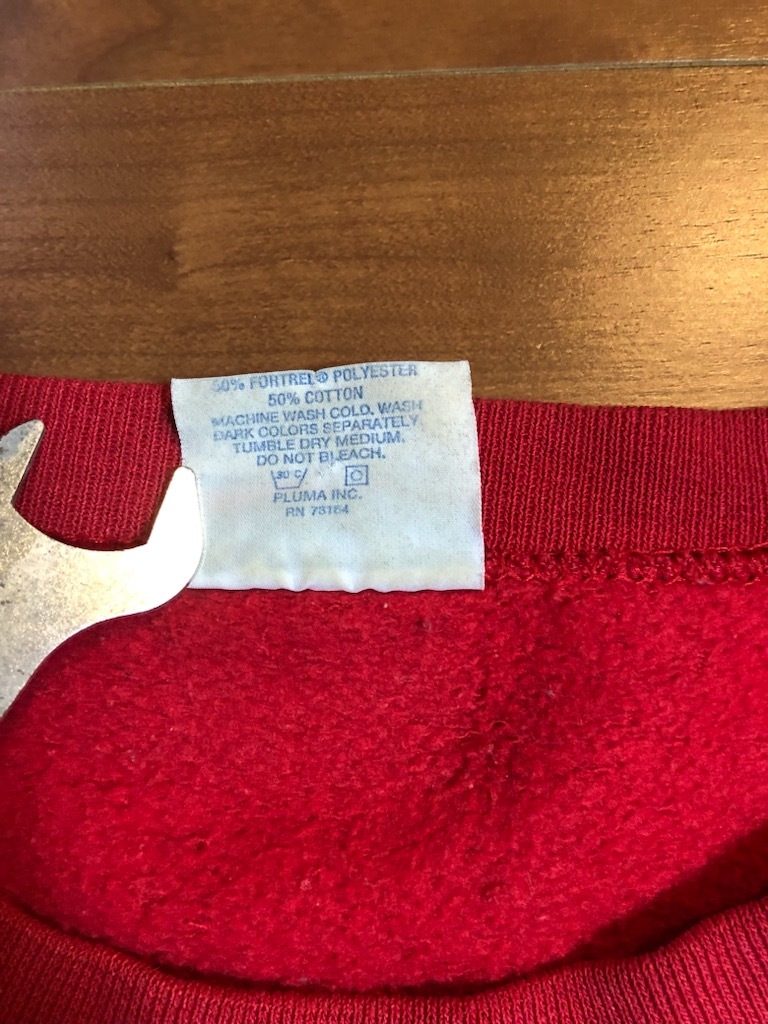 50% FORTREL® POLYESTER
50% COTTON
MACHINE WASH COLD. WASH
DARK COLORS SEPARATELY
TUMBLE DRY MEDIUM.
DO NOT BLEACH.
30 C
PLUMA INC.
RN 73184